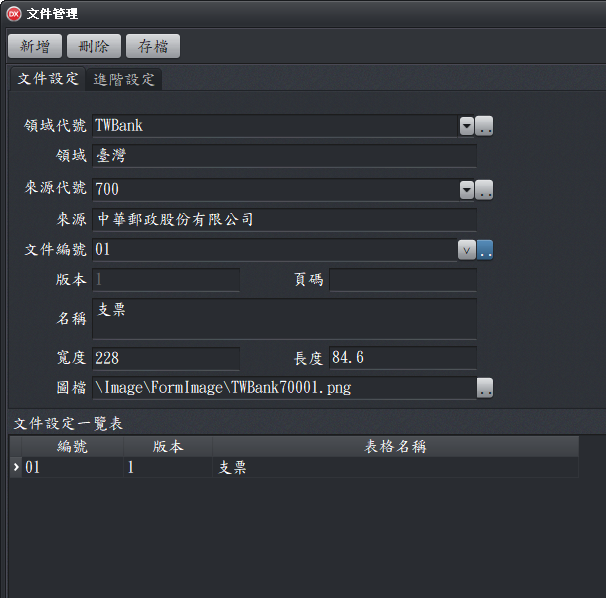 文件管理
新增 刪除 存檔
文件設定 進階設定
領域代號 TWBank
領域 臺灣
來源代號 700
來源 中華郵政股份有限公司
文件編號 01
版本 1 頁碼
名稱 支票
寬度 228 長度 84.6
圖檔 \Image\FormImage\TWBank70001.png
文件設定一覽表
編號 版本 表格名稱
01 1 支票